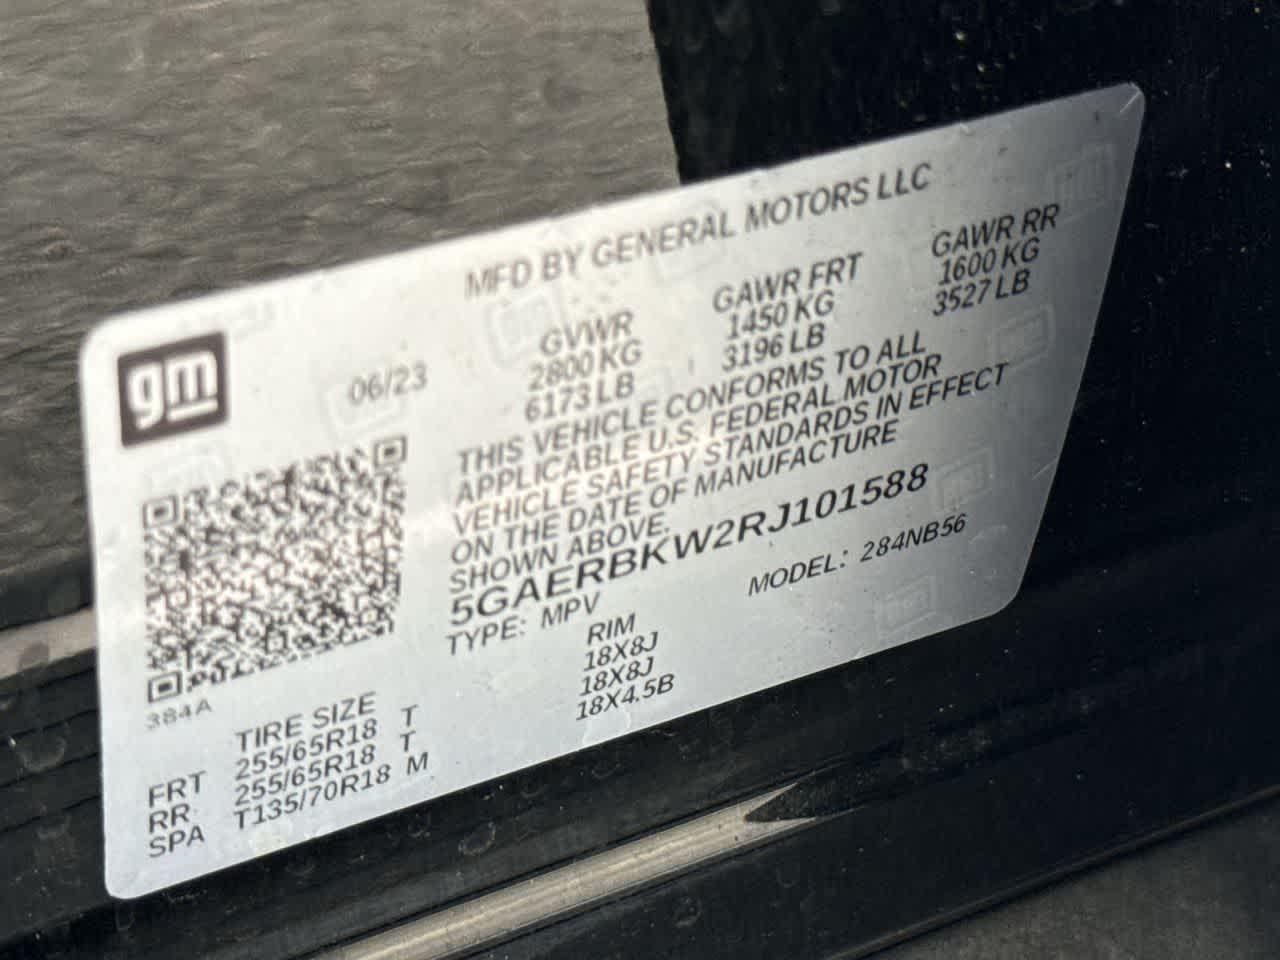 MFD BY GENERAL MOTORS LLC
gm
06/23
GVWR GAWR FRT GAWR RR
2800 KG 1450 KG 1600 KG
6173 LB 3196 LB 3527 LB
THIS VEHICLE CONFORMS TO ALL
APPLICABLE U.S. FEDERAL MOTOR
VEHICLE SAFETY STANDARDS IN EFFECT
ON THE DATE OF MANUFACTURE
SHOWN ABOVE.
5GAERBKW2RJ101588
TYPE: MPV MODEL: 284NB56
384A
TIRE SIZE RIM
FRT 255/65R18 T 18X8J
RR 255/65R18 T 18X8J
SPA T135/70R18 M 18X4.5B